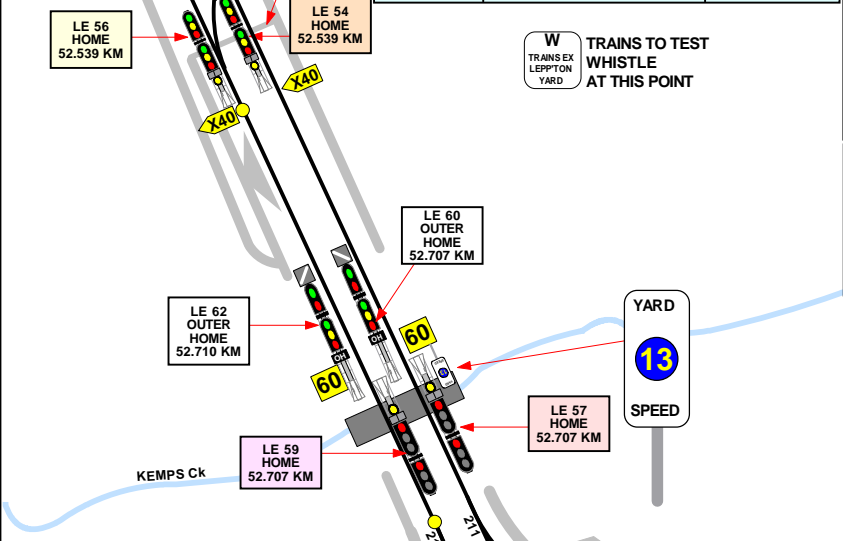 LE 56
HOME
52.539 KM
LE 54
HOME
52.539 KM
W
TRAINS EX
LEPP'TON
YARD
TRAINS TO TEST
WHISTLE
AT THIS POINT
X40
X40
LE 60
OUTER
HOME
52.707 KM
LE 62
OUTER
HOME
52.710 KM
OH
OH
60
60
YARD
13
SPEED
LE 57
HOME
52.707 KM
LE 59
HOME
52.707 KM
KEMPS Ck
211